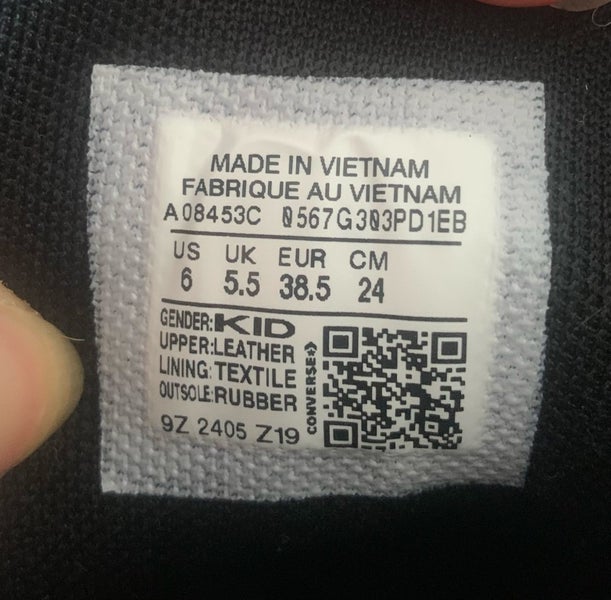 MADE IN VIETNAM
FABRIQUE AU VIETNAM
A08453C 0567G303PD1EB
US UK EUR CM
6 5.5 38.5 24
GENDER:KID
UPPER:LEATHER
LINING:TEXTILE
OUTSOLE:RUBBER
9Z 2405 Z19
CONVERSE